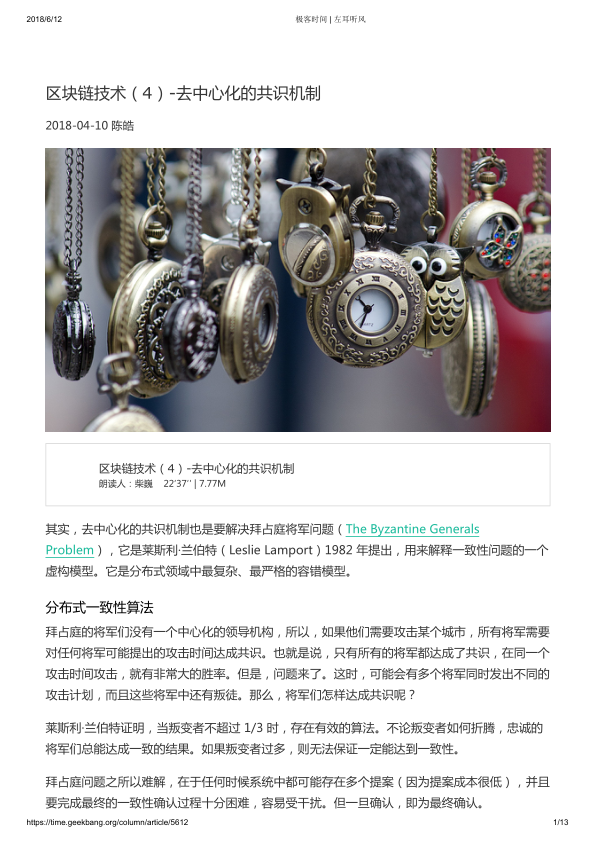 2018/6/12
极客时间 | 左耳听风
区块链技术（4）-去中心化的共识机制
2018-04-10 陈皓
区块链技术（4）-去中心化的共识机制
朗读人：柴巍 22′37′′ | 7.77M
其实，去中心化的共识机制也是要解决拜占庭将军问题（The Byzantine Generals
Problem），它是莱斯利·兰伯特（Leslie Lamport）1982 年提出，用来解释一致性问题的一个
虚构模型。它是分布式领域中最复杂、最严格的容错模型。
分布式一致性算法
拜占庭的将军们没有一个中心化的领导机构，所以，如果他们需要攻击某个城市，所有将军需要
对任何将军可能提出的攻击时间达成共识。也就是说，只有所有的将军都达成了共识，在同一个
攻击时间攻击，就有非常大的胜率。但是，问题来了。这时，可能会有多个将军同时发出不同的
攻击计划，而且这些将军中还有叛徒。那么，将军们怎样达成共识呢？
莱斯利·兰伯特证明，当叛变者不超过 1/3 时，存在有效的算法。不论叛变者如何折腾，忠诚的
将军们总能达成一致的结果。如果叛变者过多，则无法保证一定能达到一致性。
拜占庭问题之所以难解，在于任何时候系统中都可能存在多个提案（因为提案成本很低），并且
要完成最终的一致性确认过程十分困难，容易受干扰。但一旦确认，即为最终确认。
https://time.geekbang.org/column/article/5612
1/13